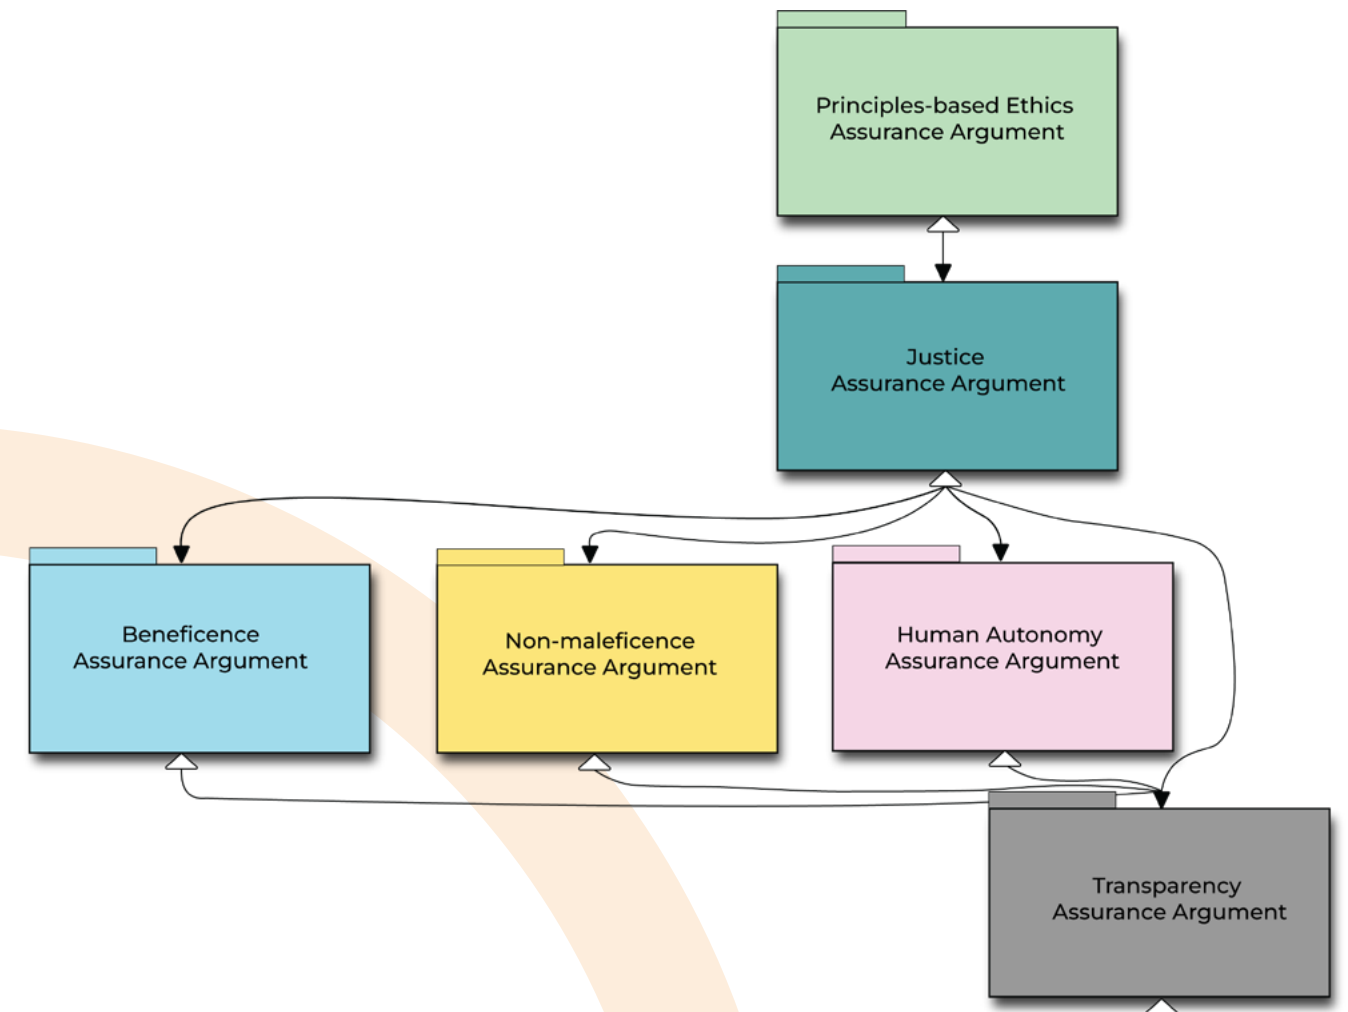 Principles-based Ethics
Assurance Argument
Justice
Assurance Argument
Beneficence
Assurance Argument
Non-maleficence
Assurance Argument
Human Autonomy
Assurance Argument
Transparency
Assurance Argument